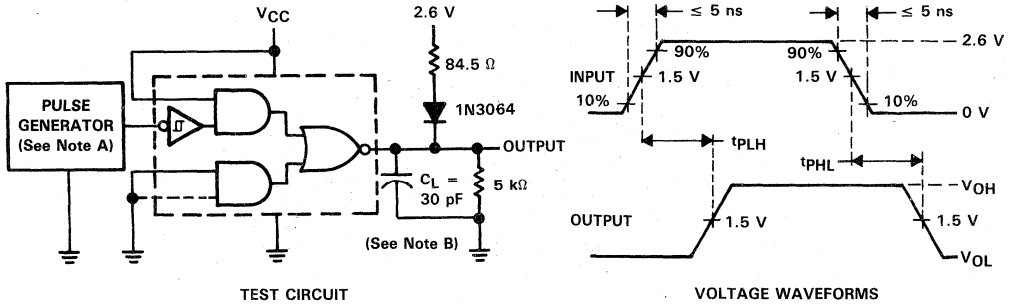 VCC
2.6 V
84.5 Ω
1N3064
PULSE
GENERATOR
(See Note A)
OUTPUT
CL =
30 pF
5 kΩ
(See Note B)
TEST CIRCUIT
≤ 5 ns
≤ 5 ns
90%
90%
2.6 V
INPUT
1.5 V
1.5 V
10%
10%
0 V
tPLH
tPHL
VOH
OUTPUT
1.5 V
1.5 V
VOL
VOLTAGE WAVEFORMS